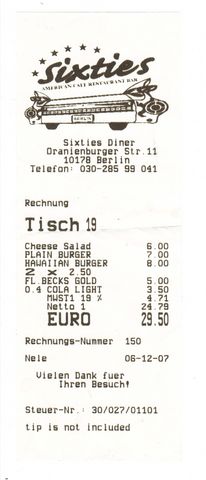 Sixties
AMERICAN CAFE RESTAURANT BAR
BERLIN
Sixties Diner
Oranienburger Str.11
10178 Berlin
Telefon: 030-285 99 041
Rechnung
Tisch 19
Cheese Salad 6.00
PLAIN BURGER 7.00
HAWAIIAN BURGER 8.00
2 x 2.50
FL.BECKS GOLD 5.00
0.4 COLA LIGHT 3.50
MWST1 19 % 4.71
Netto 1 24.79
EURO 29.50
Rechnungs-Nummer 150
Nele 06-12-07
Vielen Dank fuer
Ihren Besuch!
Steuer-Nr.: 30/027/01101
tip is not included